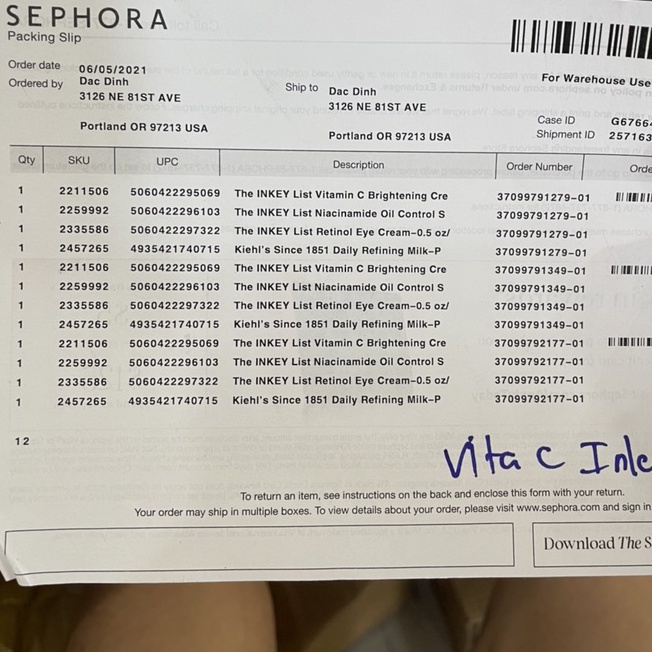 SEPHORA
Packing Slip
Order date 06/05/2021
Ordered by Dac Dinh
3126 NE 81ST AVE
Portland OR 97213 USA
Ship to Dac Dinh
3126 NE 81ST AVE
Portland OR 97213 USA
For Warehouse Use
Case ID G6766
Shipment ID 257163
Qty SKU UPC Description Order Number Orde
1 2211506 5060422295069 The INKEY List Vitamin C Brightening Cre 37099791279-01
1 2259992 5060422296103 The INKEY List Niacinamide Oil Control S 37099791279-01
1 2335586 5060422297322 The INKEY List Retinol Eye Cream-0.5 oz/ 37099791279-01
1 2457265 4935421740715 Kiehl's Since 1851 Daily Refining Milk-P 37099791279-01
1 2211506 5060422295069 The INKEY List Vitamin C Brightening Cre 37099791349-01
1 2259992 5060422296103 The INKEY List Niacinamide Oil Control S 37099791349-01
1 2335586 5060422297322 The INKEY List Retinol Eye Cream-0.5 oz/ 37099791349-01
1 2457265 4935421740715 Kiehl's Since 1851 Daily Refining Milk-P 37099791349-01
1 2211506 5060422295069 The INKEY List Vitamin C Brightening Cre 37099792177-01
1 2259992 5060422296103 The INKEY List Niacinamide Oil Control S 37099792177-01
1 2335586 5060422297322 The INKEY List Retinol Eye Cream-0.5 oz/ 37099792177-01
1 2457265 4935421740715 Kiehl's Since 1851 Daily Refining Milk-P 37099792177-01
12
Vita C
To return an item, see instructions on the back and enclose this form with your return.
Your order may ship in multiple boxes. To view details about your order, please visit www.sephora.com and sign in
Download The S